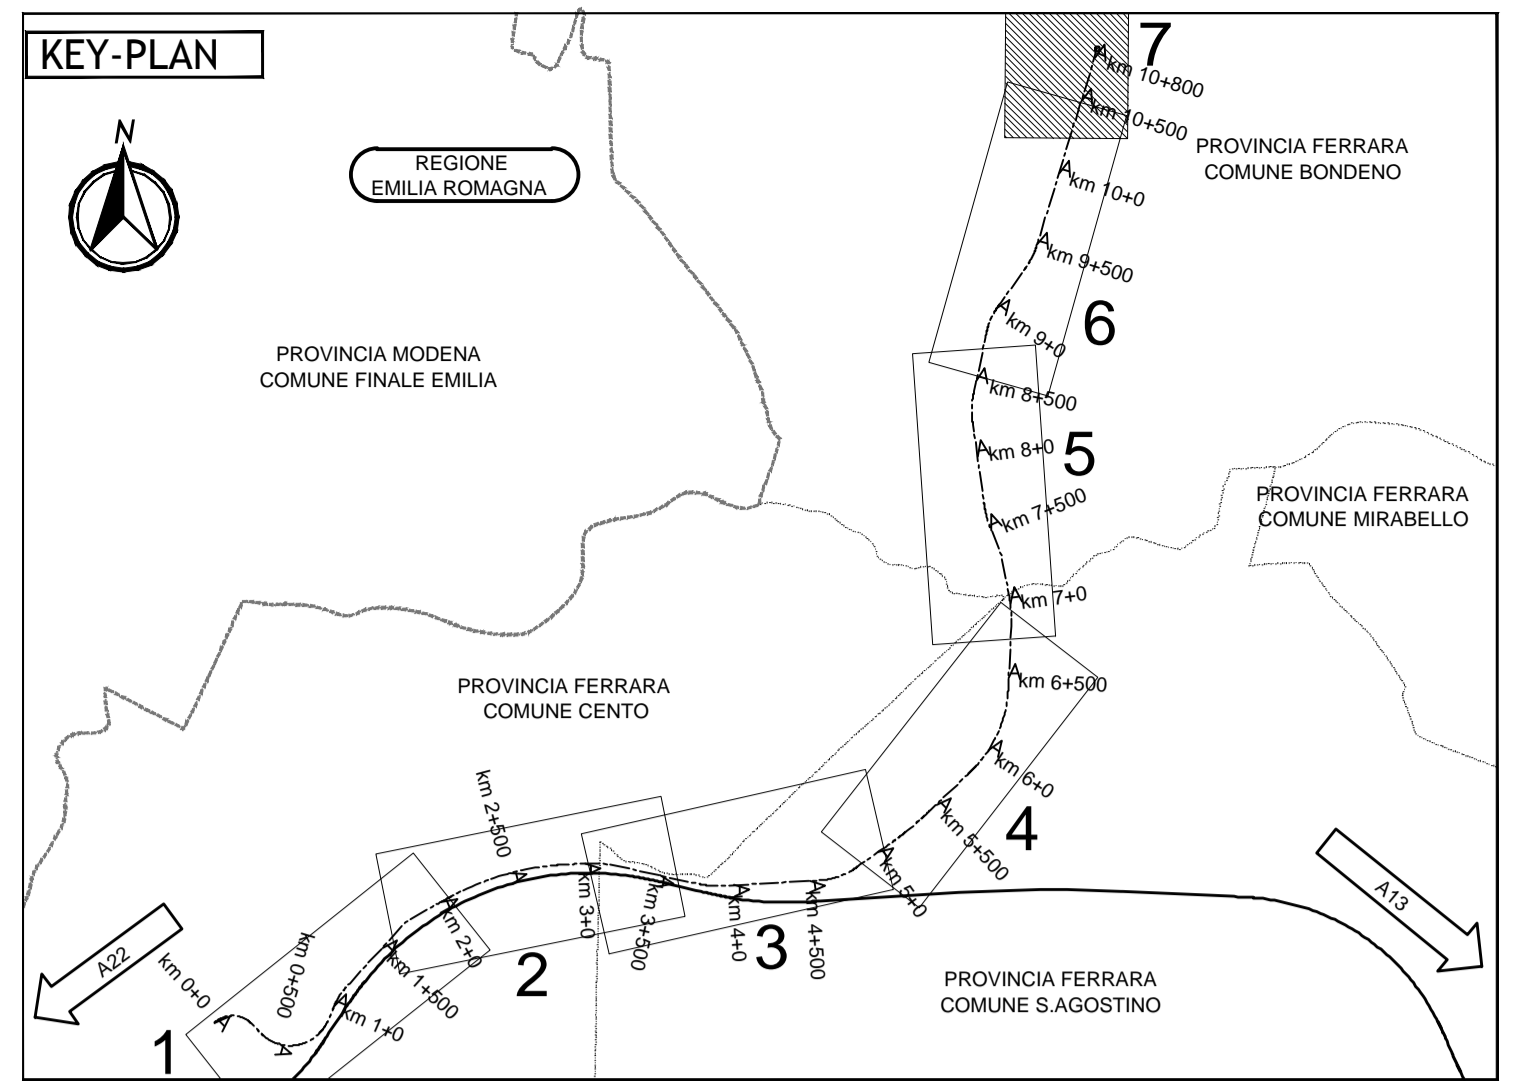 KEY-PLAN
N
REGIONE
EMILIA ROMAGNA
7
km 10+800
km 10+500
PROVINCIA FERRARA
COMUNE BONDENO
km 10+0
km 9+500
6
km 9+0
PROVINCIA MODENA
COMUNE FINALE EMILIA
km 8+500
5
km 8+0
km 7+500
PROVINCIA FERRARA
COMUNE MIRABELLO
km 7+0
km 6+500
PROVINCIA FERRARA
COMUNE CENTO
km 6+0
4
km 5+500
km 5+0
km 2+500
A13
km 3+0
km 3+500
km 4+0
km 4+500
3
2
km 2+0
km 1+500
km 1+0
km 0+500
km 0+0
A22
1
PROVINCIA FERRARA
COMUNE S.AGOSTINO